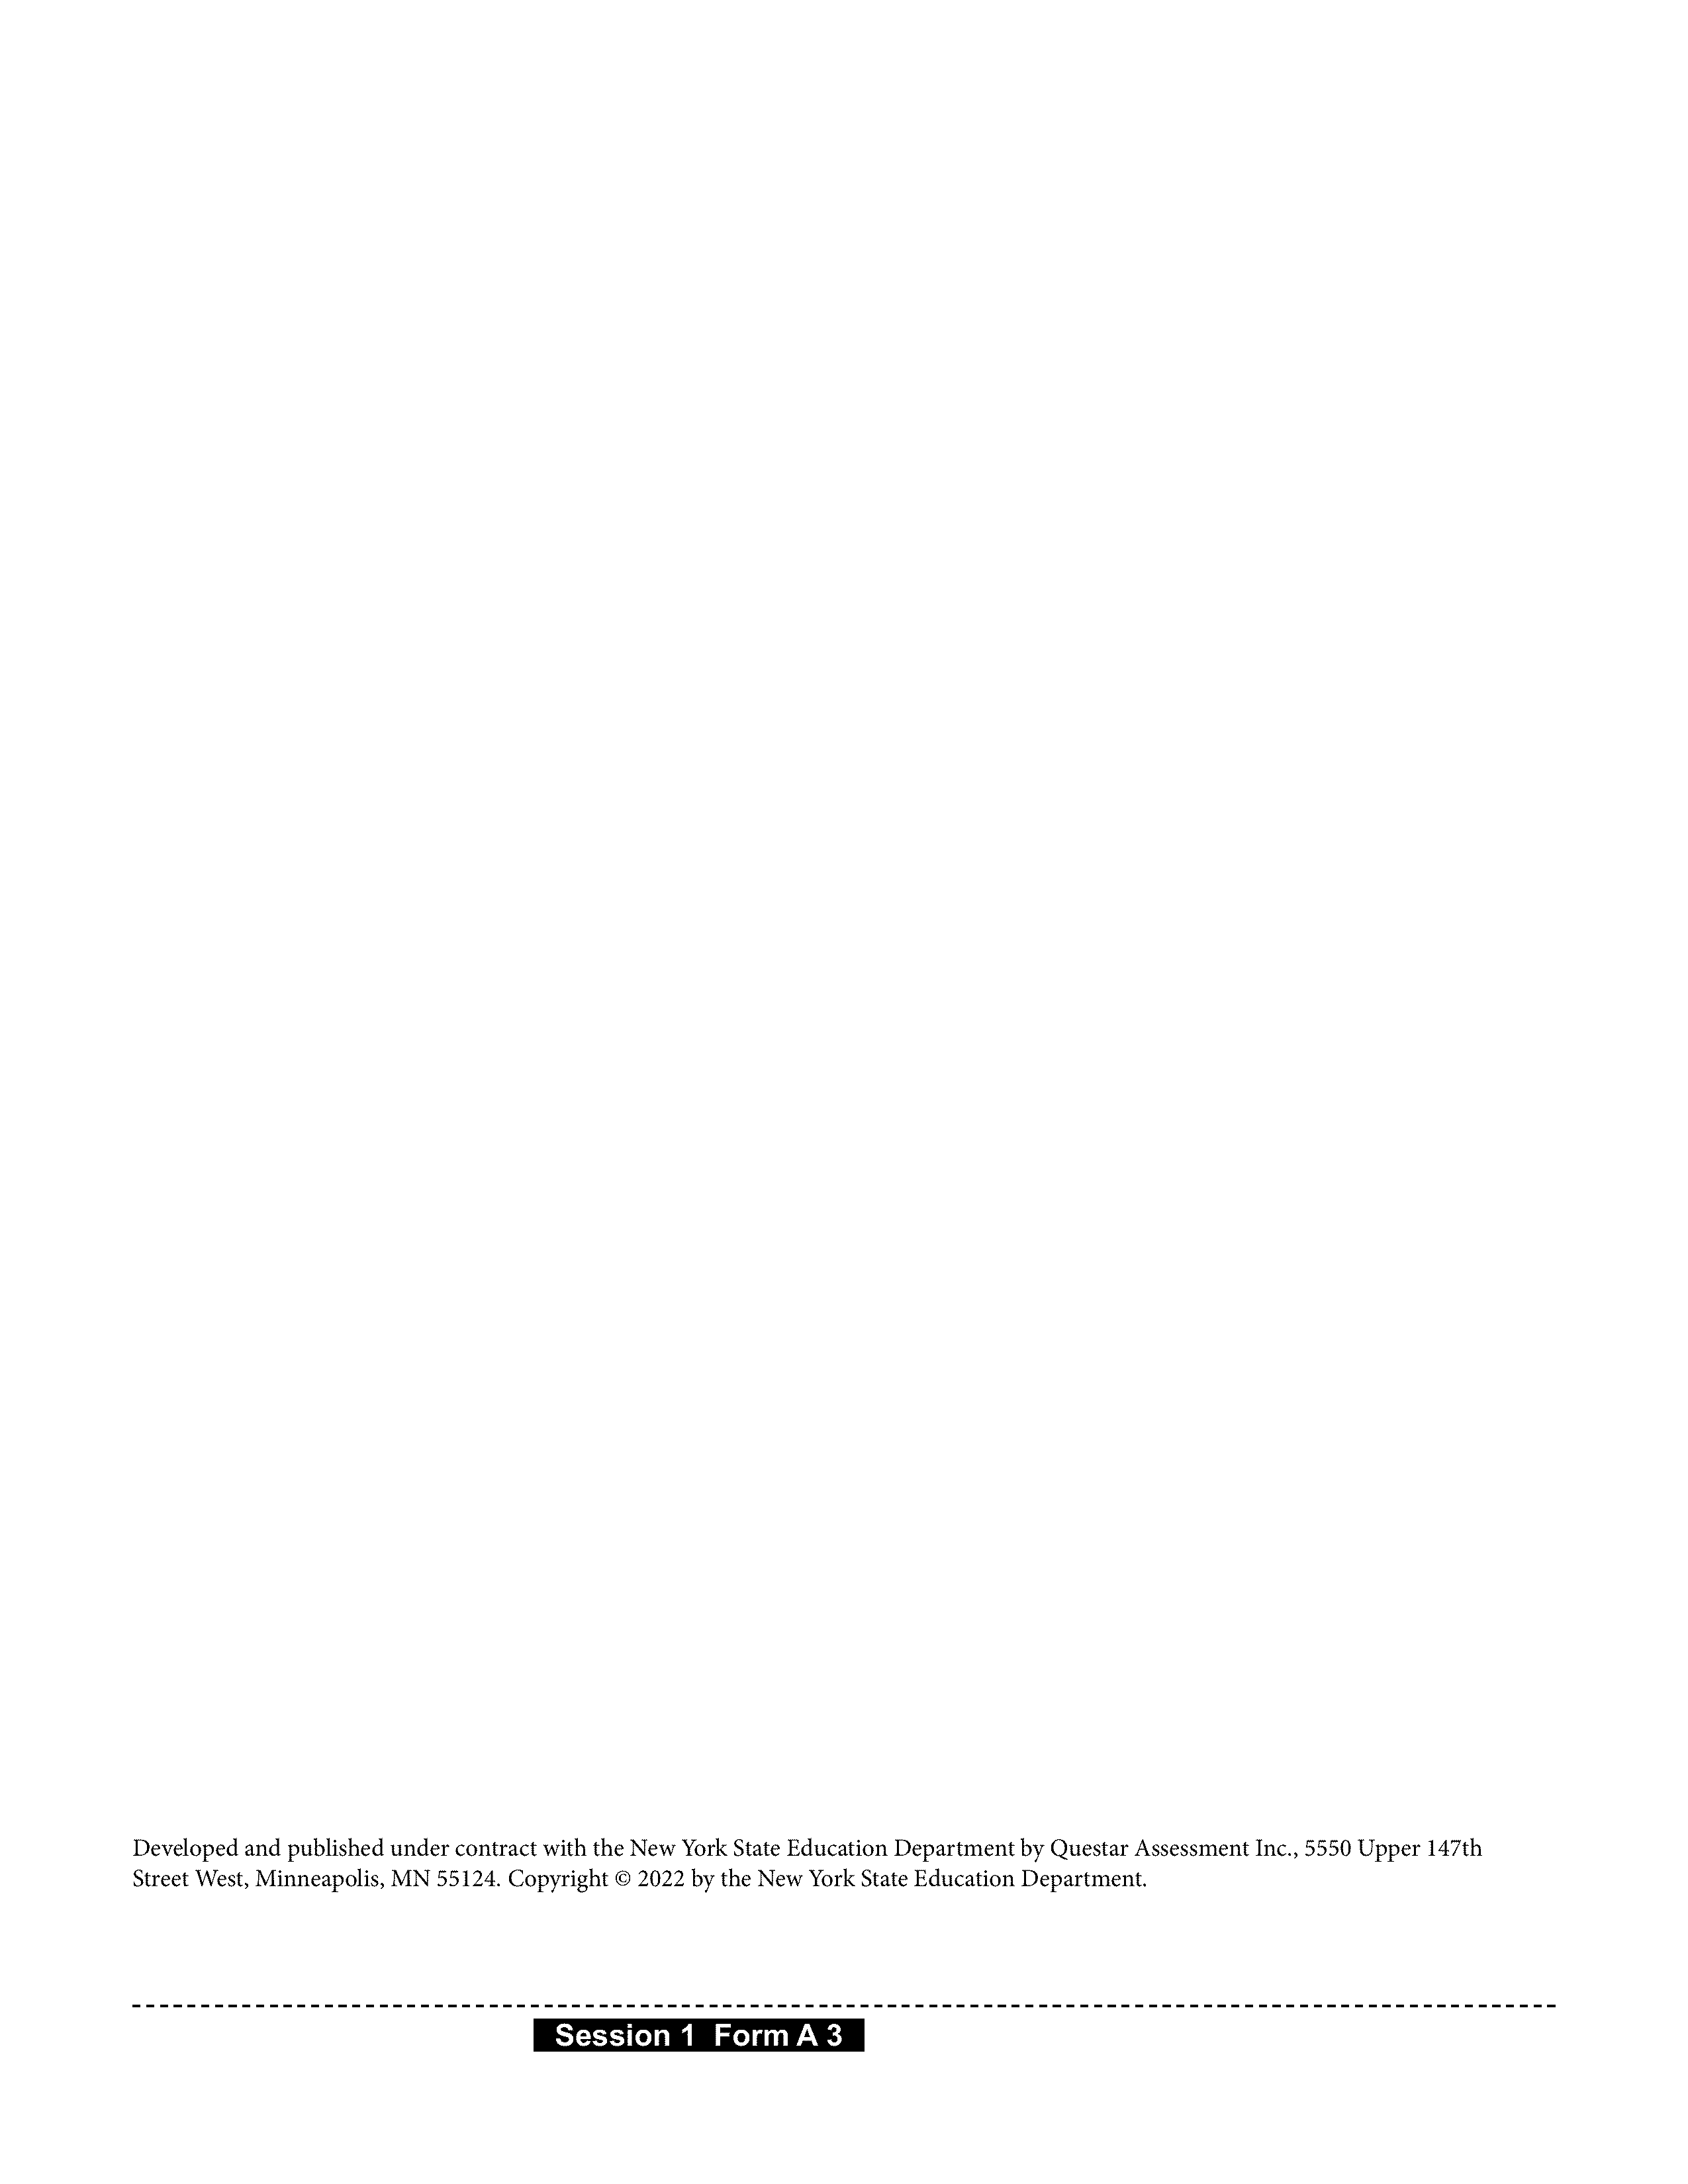 Developed and published under contract with the New York State Education Department by Questar Assessment Inc., 5550 Upper 147th
Street West, Minneapolis, MN 55124. Copyright © 2022 by the New York State Education Department.
Session 1 Form A 3